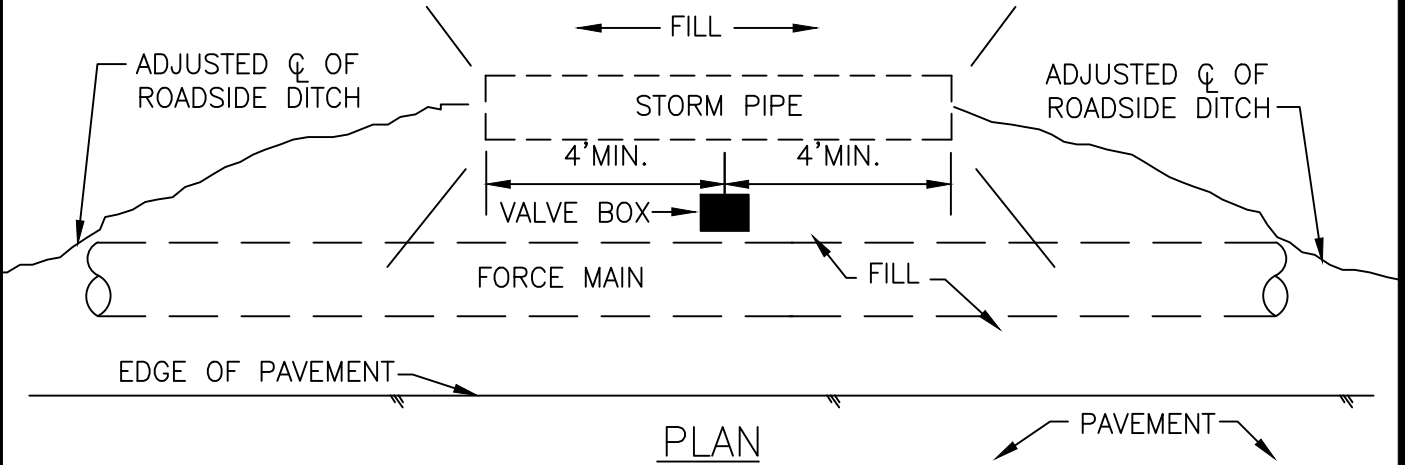 FILL
ADJUSTED ℄ OF
ROADSIDE DITCH
STORM PIPE
ADJUSTED ℄ OF
ROADSIDE DITCH
4'MIN.
4'MIN.
VALVE BOX
FORCE MAIN
FILL
EDGE OF PAVEMENT
PAVEMENT
PLAN